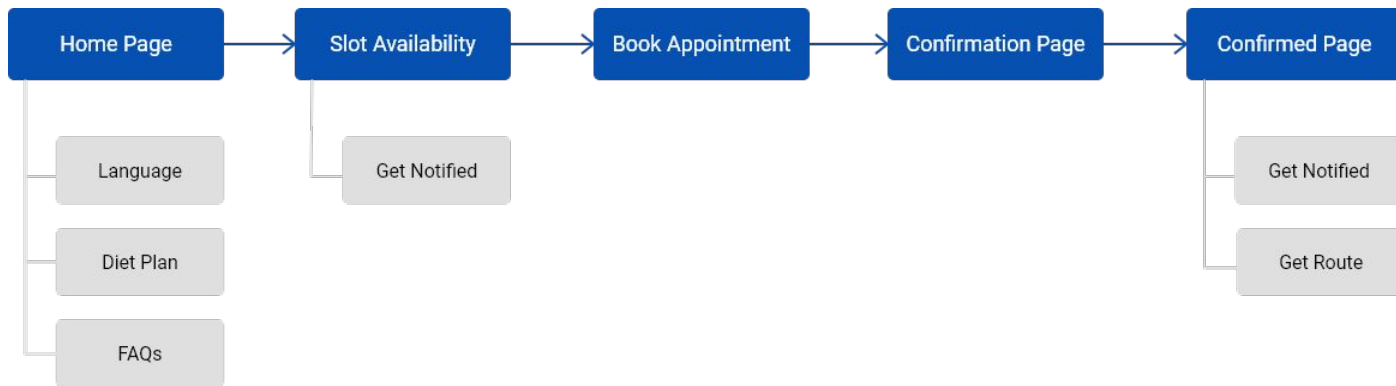 Home Page
Slot Availability
Book Appointment
Confirmation Page
Confirmed Page
Language
Get Notified
Get Notified
Diet Plan
Get Route
FAQs